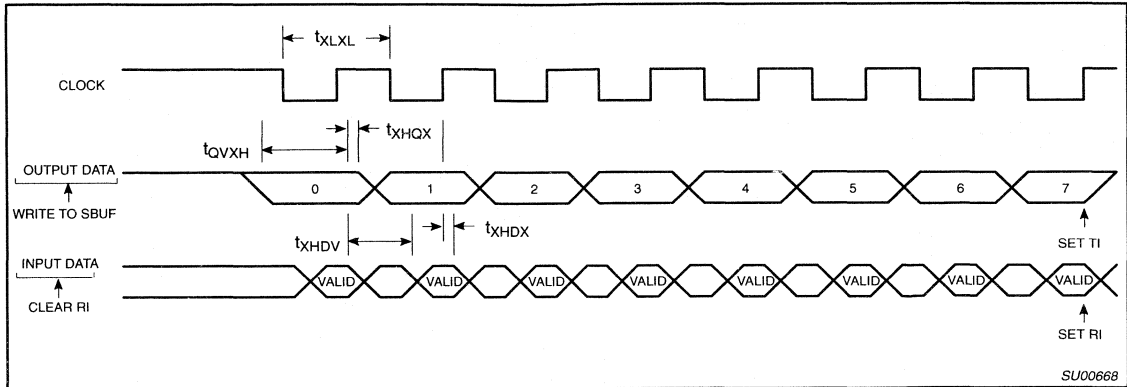 tXLXL
CLOCK
tXHQX
tQVXH
OUTPUT DATA
0 1 2 3 4 5 6 7
WRITE TO SBUF
tXHDV
tXHDX
SET TI
INPUT DATA
VALID VALID VALID VALID VALID VALID VALID VALID
CLEAR RI
SET RI
SU00668